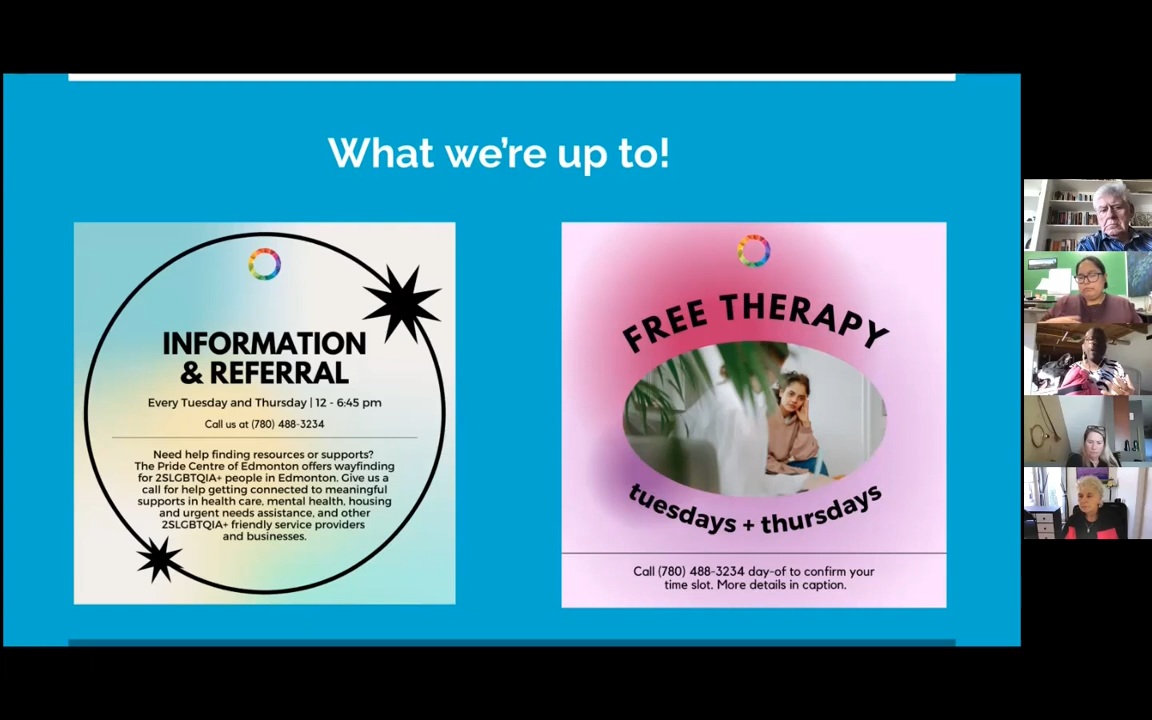 What we're up to!
INFORMATION
& REFERRAL
Every Tuesday and Thursday | 12 - 6:45 pm
Call us at (780) 488-3234
Need help finding resources or supports?
The Pride Centre of Edmonton offers wayfinding
for 2SLGBTQIA+ people in Edmonton. Give us a
call for help getting connected to meaningful
supports in health care, mental health, housing
and urgent needs assistance, and other
2SLGBTQIA+ friendly service providers
and businesses.
FREE THERAPY
tuesdays + thursdays
Call (780) 488-3234 day-of to confirm your
time slot. More details in caption.